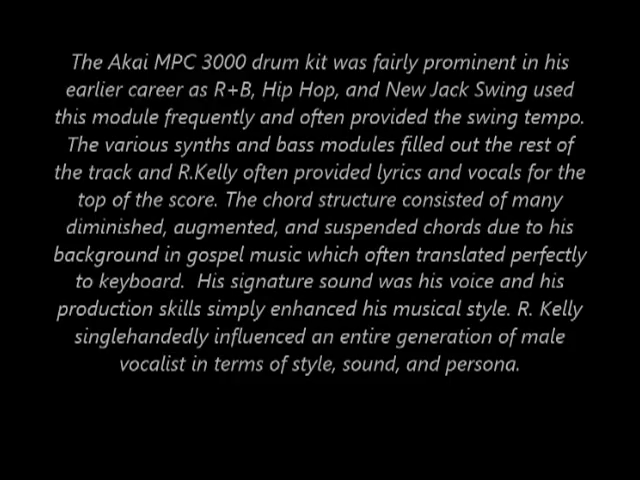 The Akai MPC 3000 drum kit was fairly prominent in his
earlier career as R+B, Hip Hop, and New Jack Swing used
this module frequently and often provided the swing tempo.
The various synths and bass modules filled out the rest of
the track and R.Kelly often provided lyrics and vocals for the
top of the score. The chord structure consisted of many
diminished, augmented, and suspended chords due to his
background in gospel music which often translated perfectly
to keyboard.  His signature sound was his voice and his
production skills simply enhanced his musical style. R. Kelly
singlehandedly influenced an entire generation of male
vocalist in terms of style, sound, and persona.